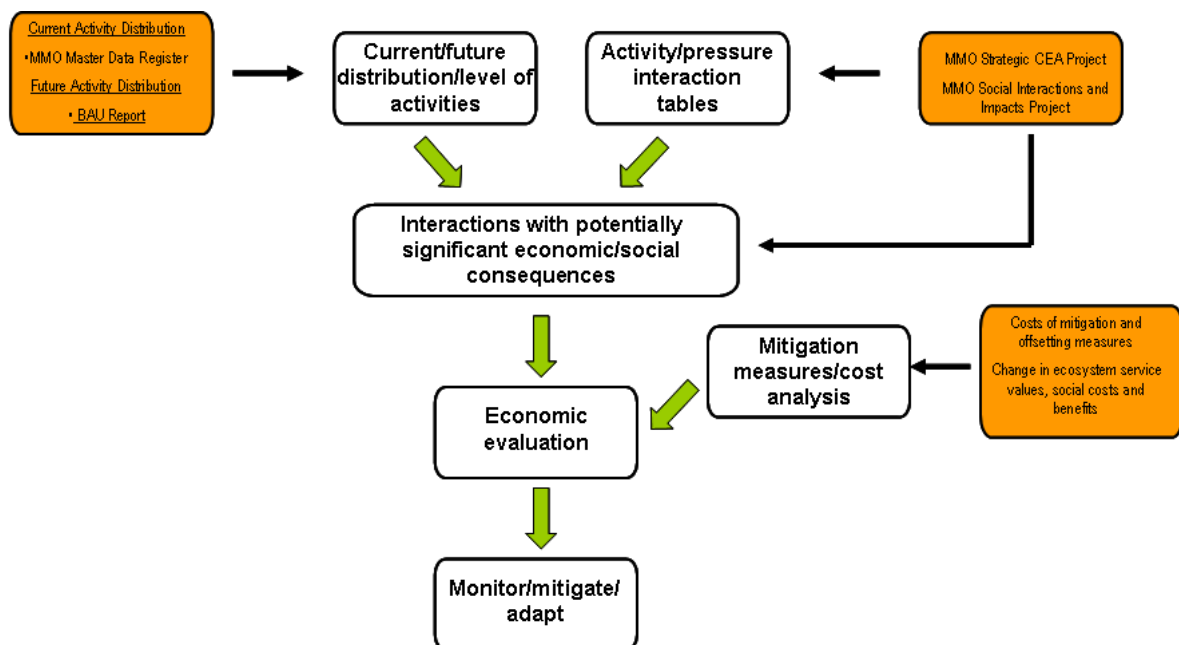 Current Activity Distribution
•MMO Master Data Register
Future Activity Distribution
• BAU Report
Current/future
distribution/level of
activities
Activity/pressure
interaction
tables
MMO Strategic CEA Project
MMO Social Interactions and
Impacts Project
Interactions with potentially
significant economic/social
consequences
Costs of mitigation and
offsetting measures
Change in ecosystem service
values, social costs and
benefits
Mitigation
measures/cost
analysis
Economic
evaluation
Monitor/mitigate/
adapt